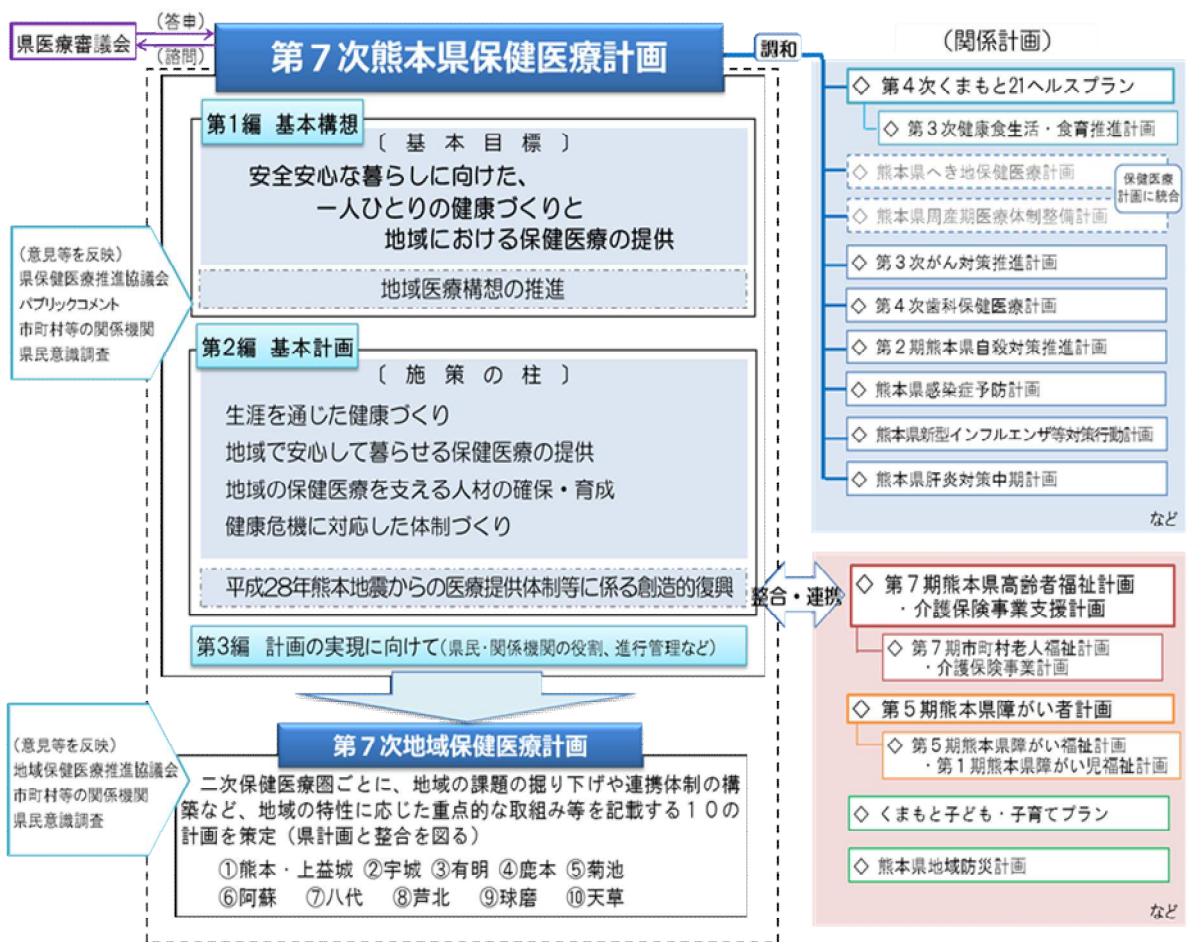 県医療審議会
(答申)
(諮問)
第7次熊本県保健医療計画
調和
第1編 基本構想
〔 基 本 目 標 〕
安全安心な暮らしに向けた、
一人ひとりの健康づくりと
地域における保健医療の提供
地域医療構想の推進
(意見等を反映)
県保健医療推進協議会
パブリックコメント
市町村等の関係機関
県民意識調査
第2編 基本計画
〔 施 策 の 柱 〕
生涯を通じた健康づくり
地域で安心して暮らせる保健医療の提供
地域の保健医療を支える人材の確保・育成
健康危機に対応した体制づくり
平成28年熊本地震からの医療提供体制等に係る創造的復興
第3編 計画の実現に向けて(県民・関係機関の役割、進行管理など)
整合・連携
第7次地域保健医療計画
(意見等を反映)
地域保健医療推進協議会
市町村等の関係機関
県民意識調査
二次保健医療圏ごとに、地域の課題の掘り下げや連携体制の構
築など、地域の特性に応じた重点的な取組み等を記載する10の
計画を策定(県計画と整合を図る)
①熊本・上益城 ②宇城 ③有明 ④鹿本 ⑤菊池
⑥阿蘇 ⑦八代 ⑧芦北 ⑨球磨 ⑩天草
(関係計画)
◇ 第4次くまもと21ヘルスプラン
◇ 第3次健康食生活・食育推進計画
◇ 熊本県へき地保健医療計画
◇ 熊本県周産期医療体制整備計画
保健医療
計画に統合
◇ 第3次がん対策推進計画
◇ 第4次歯科保健医療計画
◇ 第2期熊本県自殺対策推進計画
◇ 熊本県感染症予防計画
◇ 熊本県新型インフルエンザ等対策行動計画
◇ 熊本県肝炎対策中期計画
など
◇ 第7期熊本県高齢者福祉計画
・介護保険事業支援計画
◇ 第7期市町村老人福祉計画
・介護保険事業計画
◇ 第5期熊本県障がい者計画
◇ 第5期熊本県障がい福祉計画
・第1期熊本県障がい児福祉計画
◇ くまもと子ども・子育てプラン
◇ 熊本県地域防災計画
など